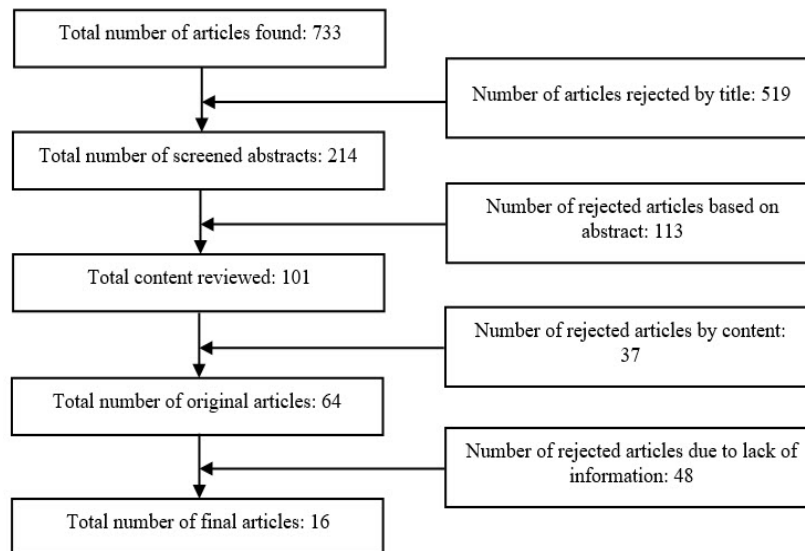 Total number of articles found: 733
Number of articles rejected by title: 519
Total number of screened abstracts: 214
Number of rejected articles based on
abstract: 113
Total content reviewed: 101
Number of rejected articles by content:
37
Total number of original articles: 64
Number of rejected articles due to lack of
information: 48
Total number of final articles: 16